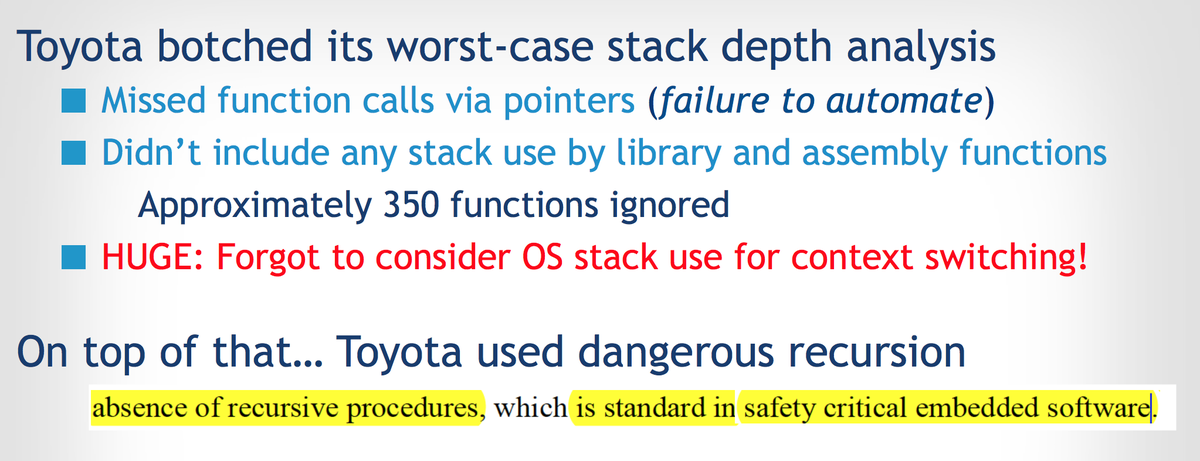 Toyota botched its worst-case stack depth analysis
Missed function calls via pointers (failure to automate)
Didn’t include any stack use by library and assembly functions
Approximately 350 functions ignored
HUGE: Forgot to consider OS stack use for context switching!
On top of that… Toyota used dangerous recursion
absence of recursive procedures, which is standard in safety critical embedded software.